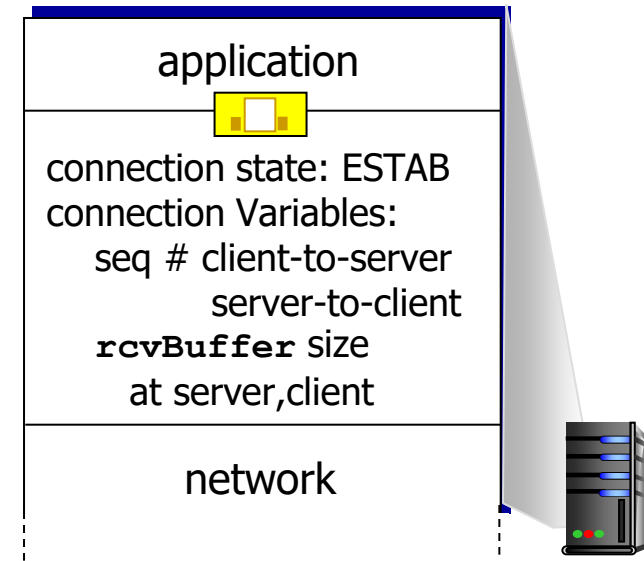 application
connection state: ESTAB
connection Variables:
seq # client-to-server
server-to-client
rcvBuffer size
at server,client
network